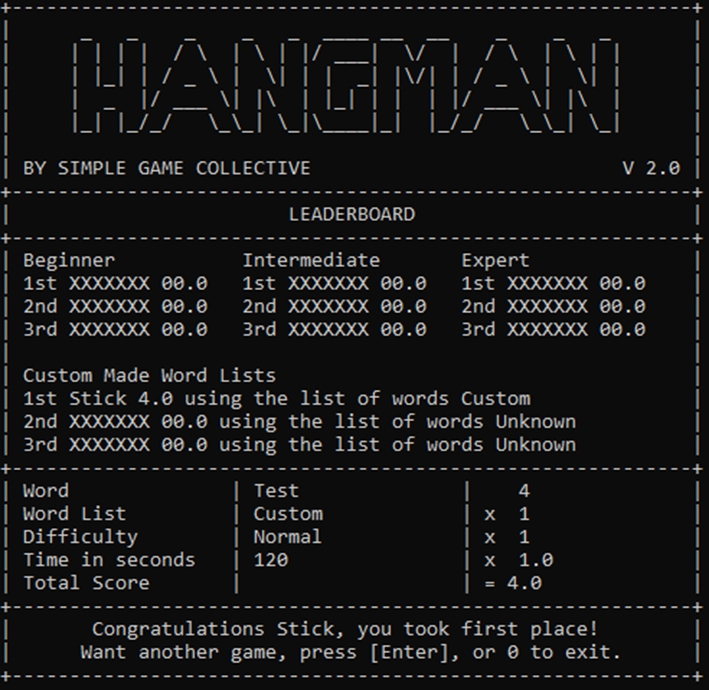 HANGMAN
BY SIMPLE GAME COLLECTIVE V 2.0
LEADERBOARD
Beginner Intermediate Expert
1st XXXXXXX 00.0 1st XXXXXXX 00.0 1st XXXXXXX 00.0
2nd XXXXXXX 00.0 2nd XXXXXXX 00.0 2nd XXXXXXX 00.0
3rd XXXXXXX 00.0 3rd XXXXXXX 00.0 3rd XXXXXXX 00.0
Custom Made Word Lists
1st Stick 4.0 using the list of words Custom
2nd XXXXXXX 00.0 using the list of words Unknown
3rd XXXXXXX 00.0 using the list of words Unknown
Word | Test | 4
Word List | Custom | x 1
Difficulty | Normal | x 1
Time in seconds | 120 | x 1.0
Total Score | | = 4.0
Congratulations Stick, you took first place!
Want another game, press [Enter], or 0 to exit.